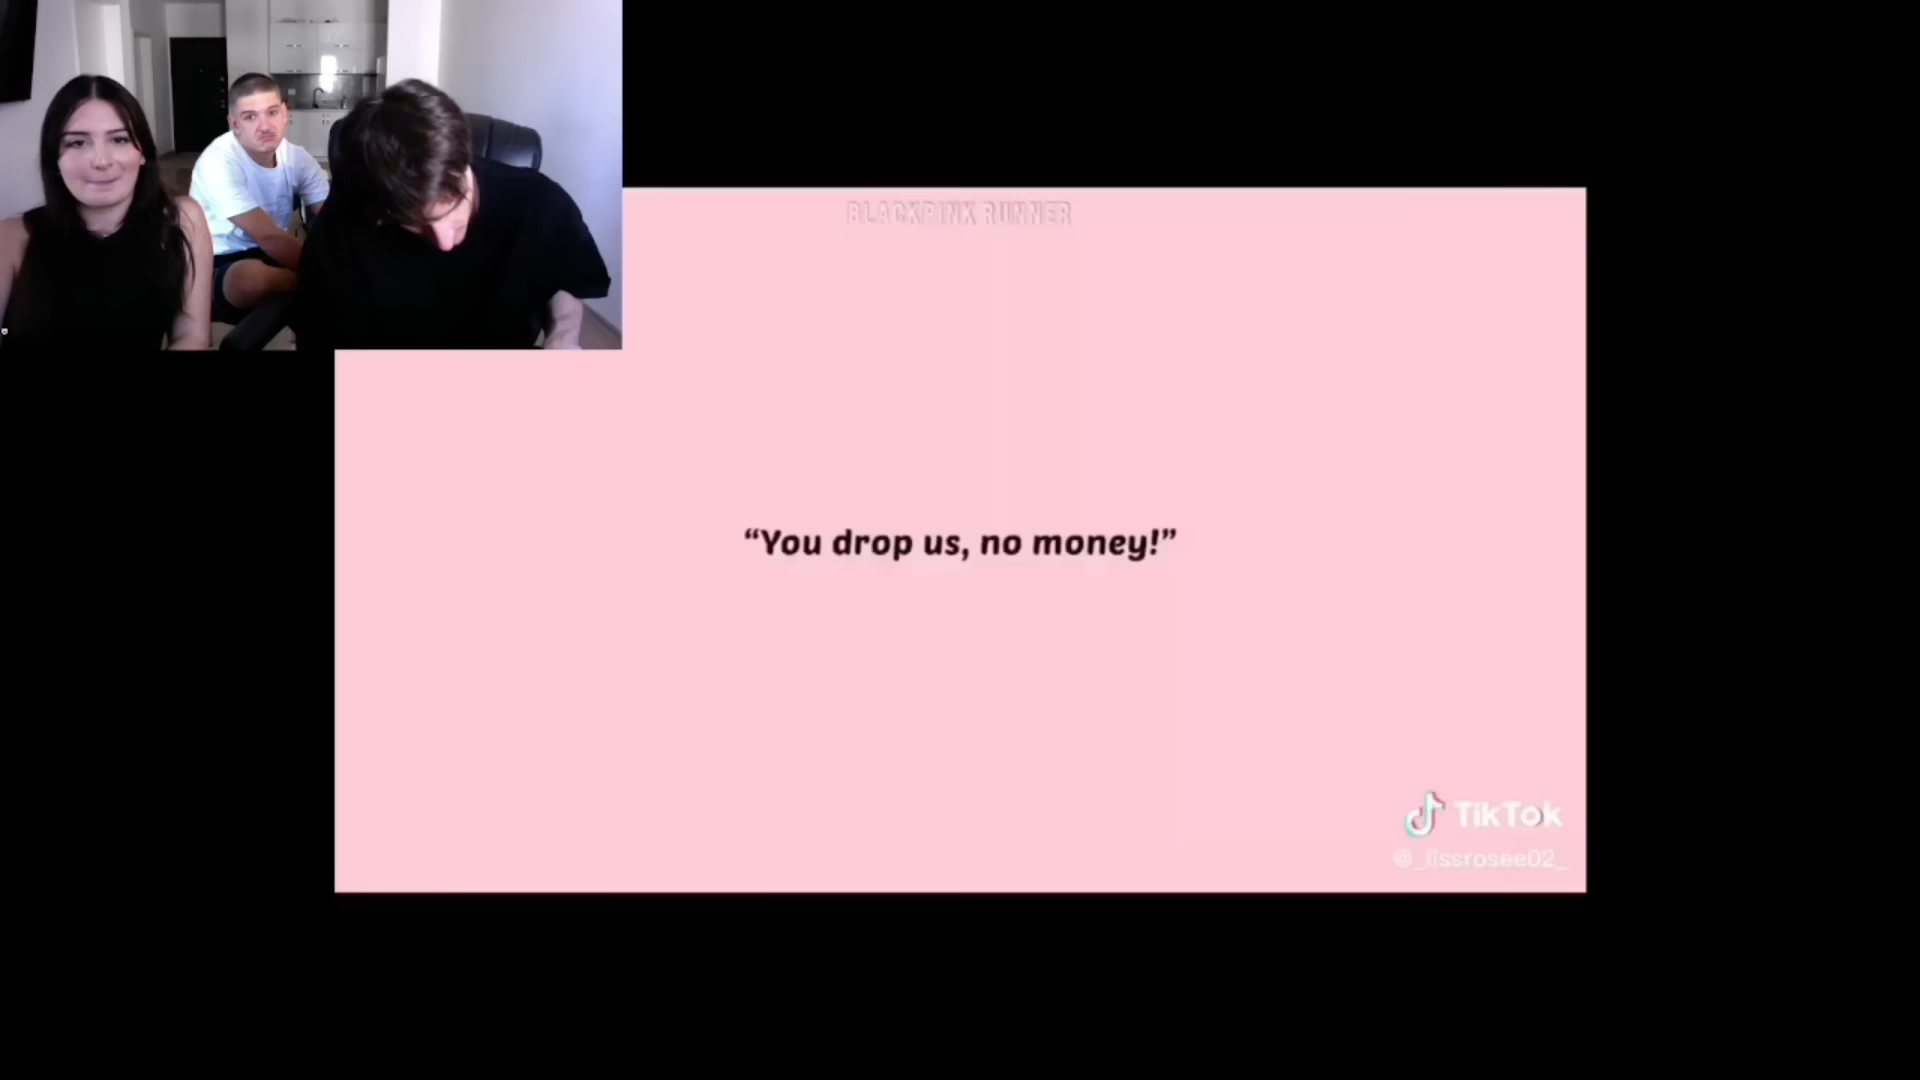 BLACKPINK RUNNER
“You drop us, no money!”
TikTok
@_lissrosee02_